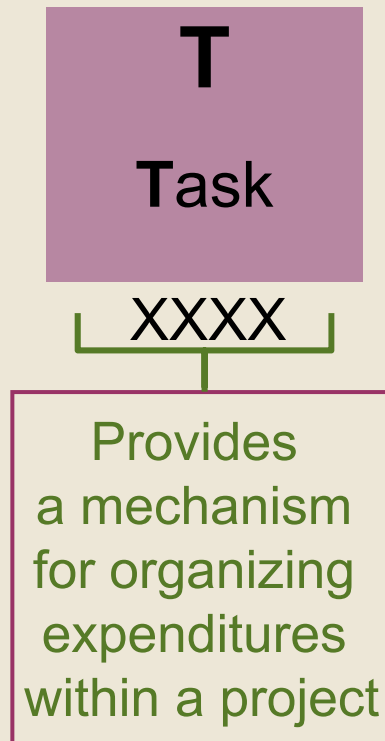 T
Task
XXXX
Provides
a mechanism
for organizing
expenditures
within a project